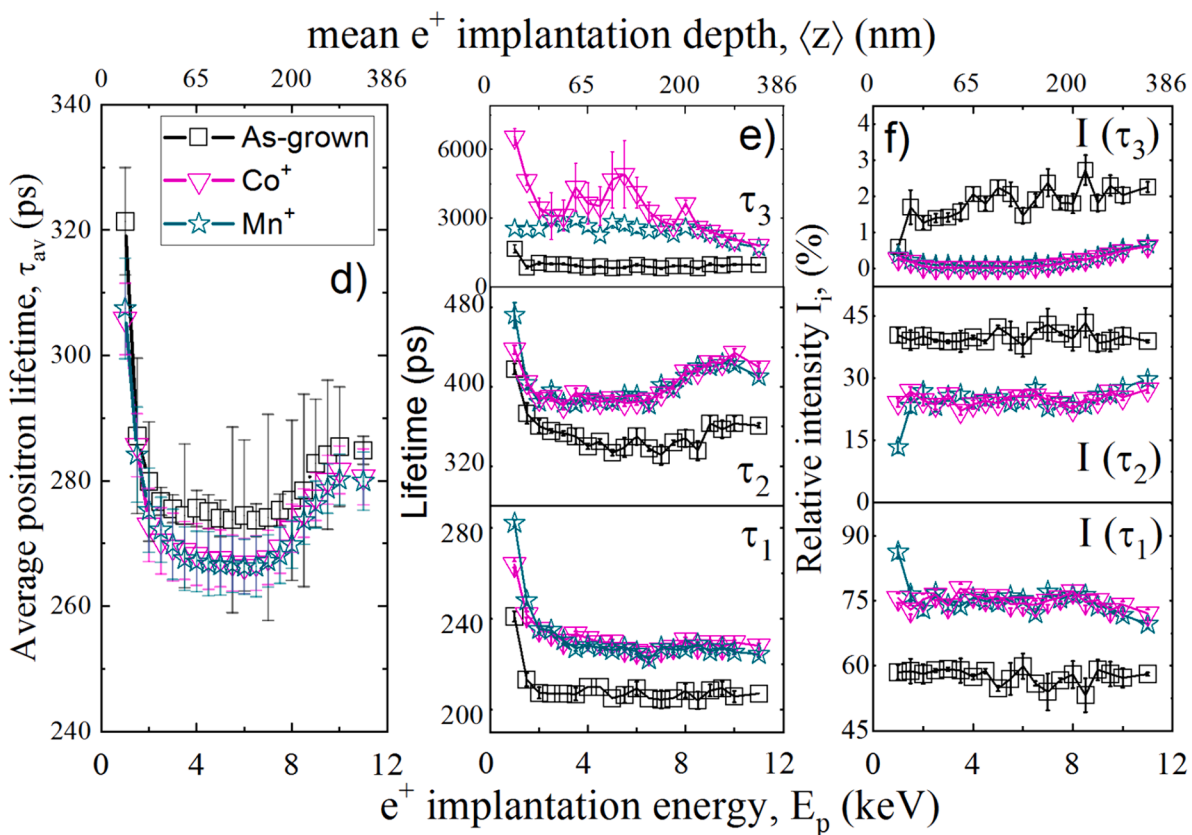 mean e⁺ implantation depth, ⟨z⟩ (nm)
0 65 200 386
0 65 200 386
0 65 200 386
Average positron lifetime, τav (ps)
340
320
300
280
260
240
As-grown
Co⁺
Mn⁺
d)
0 4 8 12
Lifetime (ps)
e)
6000
3000
0
τ3
480
400
320
τ2
280
240
200
τ1
0 4 8 12
Relative intensity Ii, (%)
f)
I (τ3)
4
3
2
1
0
45
30
15
0
I (τ2)
I (τ1)
90
75
60
45
0 4 8 12
e⁺ implantation energy, Ep (keV)